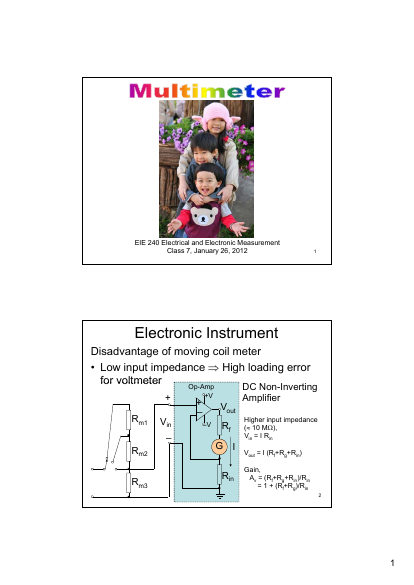 Multimeter
EIE 240 Electrical and Electronic Measurement
Class 7, January 26, 2012
1
Electronic Instrument
Disadvantage of moving coil meter
• Low input impedance ⇒ High loading error
for voltmeter
Op-Amp
DC Non-Inverting
Amplifier
+
+V
Vout
Rm1
Vin
-V
Rf
Higher input impedance
(≈ 10 MΩ),
Vin = I Rin
–
G
I
Rm2
Vout = I (Rf+Rg+Rin)
Rm3
Rin
Gain,
Av = (Rf+Rg+Rin)/Rin
= 1 + (Rf+Rg)/Rin
2
1